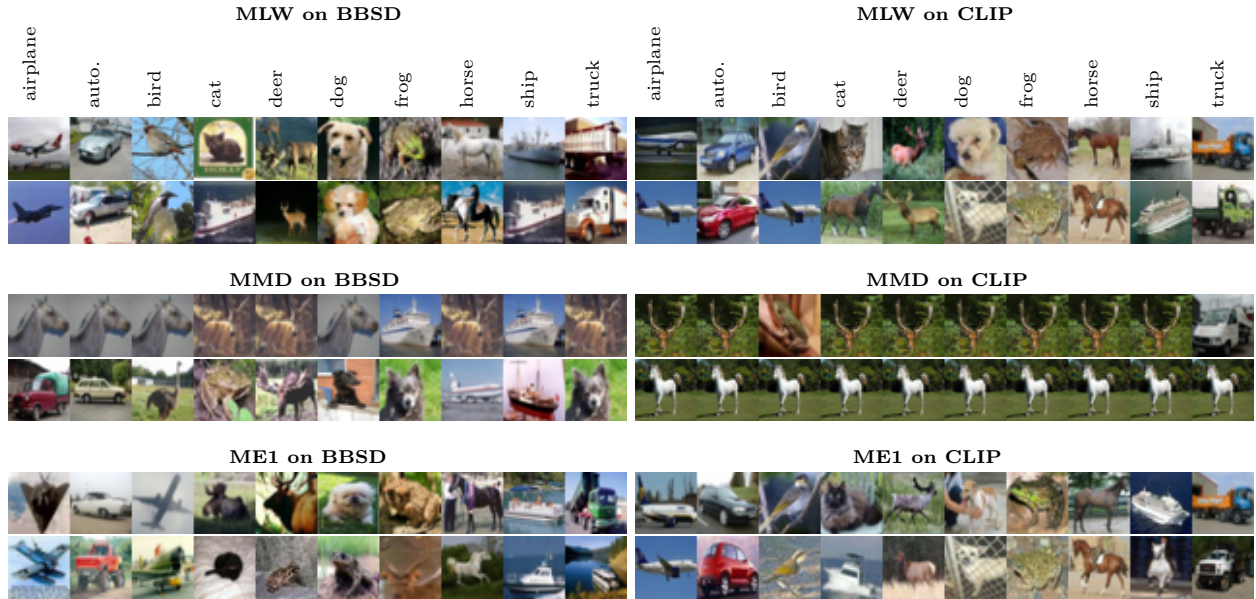 MLW on BBSD
MLW on CLIP
airplane
auto.
bird
cat
deer
dog
frog
horse
ship
truck
airplane
auto.
bird
cat
deer
dog
frog
horse
ship
truck
MMD on BBSD
MMD on CLIP
ME1 on BBSD
ME1 on CLIP